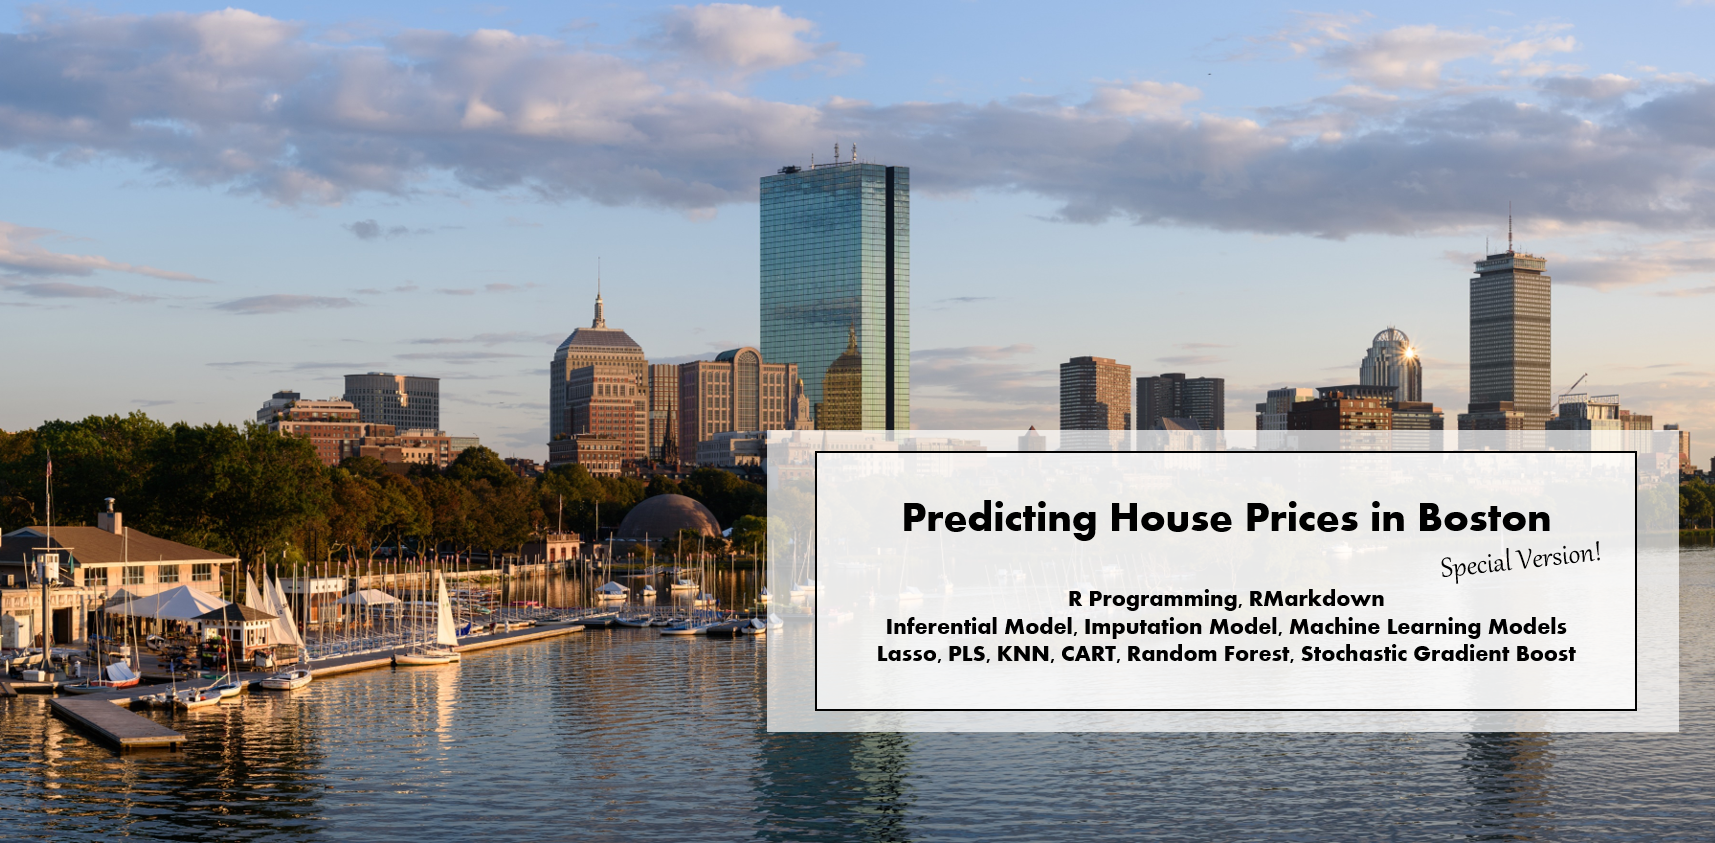 Predicting House Prices in Boston
Special Version!
R Programming, RMarkdown
Inferential Model, Imputation Model, Machine Learning Models
Lasso, PLS, KNN, CART, Random Forest, Stochastic Gradient Boost